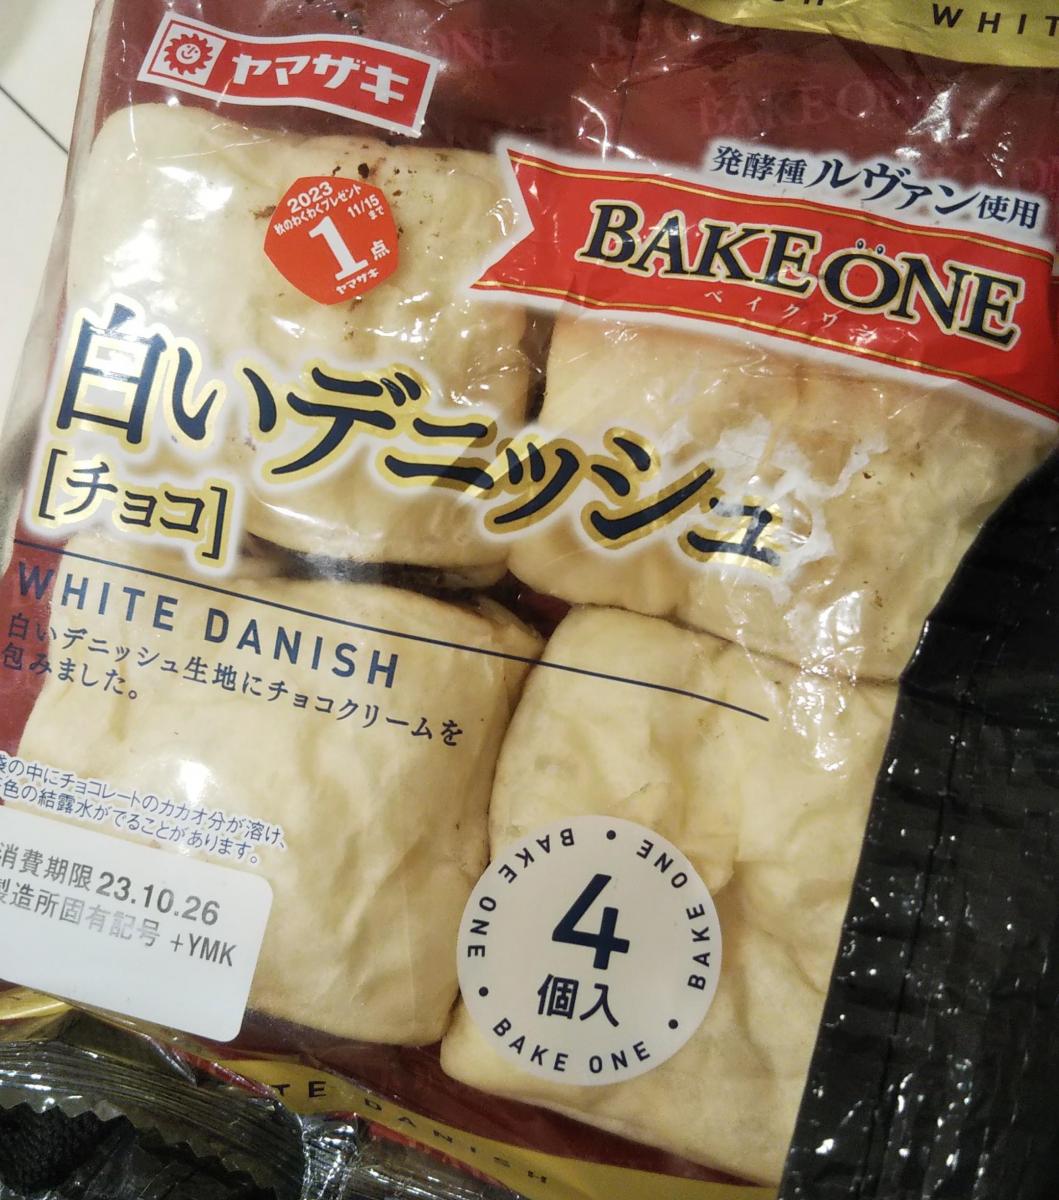 WHIT
ヤマザキ
発酵種ルヴァン使用
BAKE ONE
ベイクワン
2023
秋のわくわくプレゼント
11/15まで
1点
ヤマザキ
白いデニッシュ
[チョコ]
WHITE DANISH
白いデニッシュ生地にチョコクリームを
包みました。
袋の中にチョコレートのカカオ分が溶け、
色の結露水がでることがあります。
消費期限 23.10.26
製造所固有記号 +YMK
BAKE ONE • BAKE ONE • BAKE ONE • BAKE ONE •
4
個入
TE DANISH